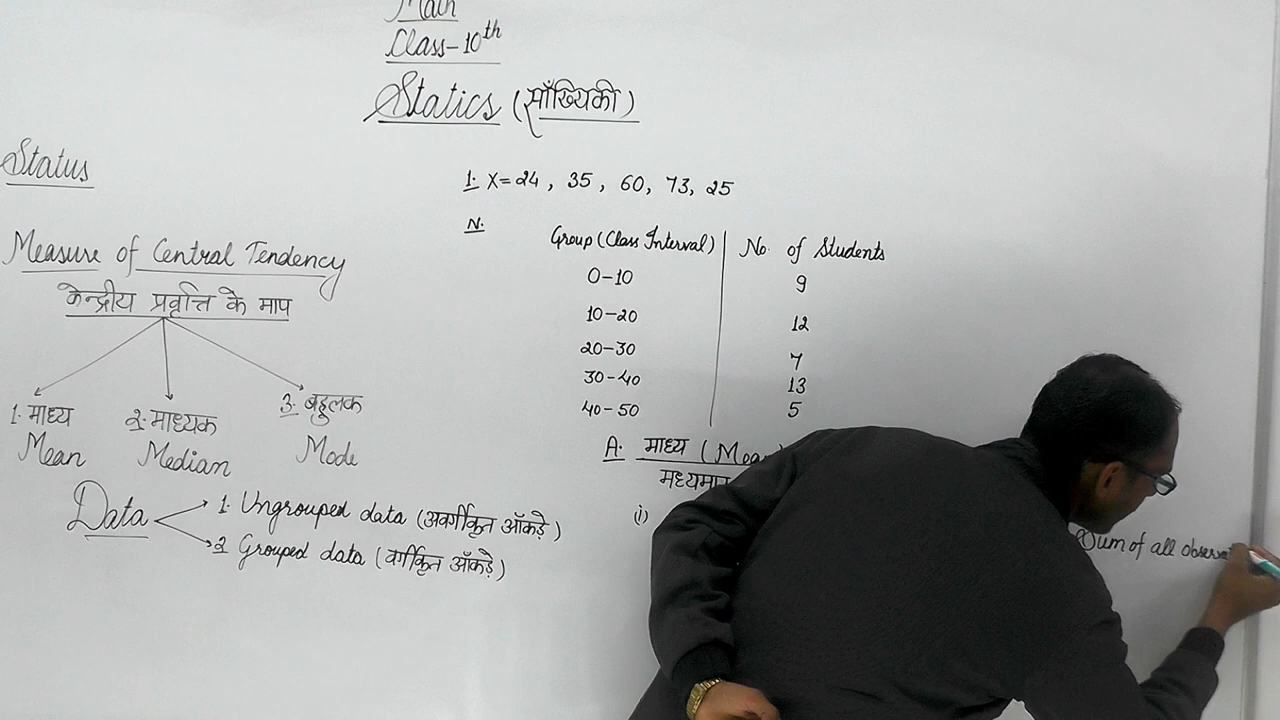 Math
Class-10th
Statics (साँख्यिकी)
Status
Measure of Central Tendency
केन्द्रीय प्रवृत्ति के माप
1. माध्य
Mean
2. माध्यक
Median
3. बहुलक
Mode
Data
1. Ungrouped data (अवर्गीकृत आँकड़े)
2 Grouped data (वर्गीकृत आँकड़े)
1. X= 24, 35, 60, 73, 25
N.
Group (Class Interval) No. of Students
0-10 9
10-20 12
20-30 7
30-40 13
40-50 5
A. माध्य (Mean
(i)
Sum of all